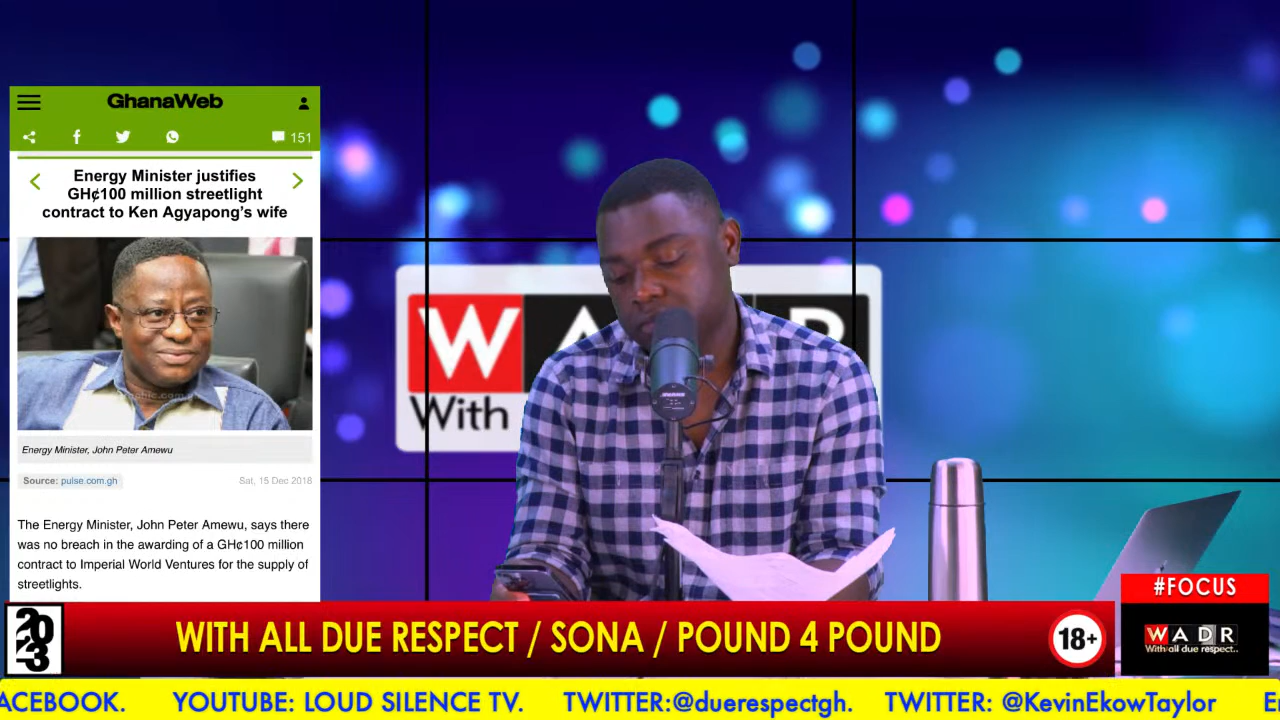 GhanaWeb
151
Energy Minister justifies
GH¢100 million streetlight
contract to Ken Agyapong's wife
Energy Minister, John Peter Amewu
Source: pulse.com.gh
Sat, 15 Dec 2018
The Energy Minister, John Peter Amewu, says there
was no breach in the awarding of a GH¢100 million
contract to Imperial World Ventures for the supply of
streetlights.
W
With
#FOCUS
2023
WITH ALL DUE RESPECT / SONA / POUND 4 POUND
18+
WADR
With all due respect..
ACEBOOK. YOUTUBE: LOUD SILENCE TV. TWITTER:@duerespectgh. TWITTER: @KevinEkowTaylor